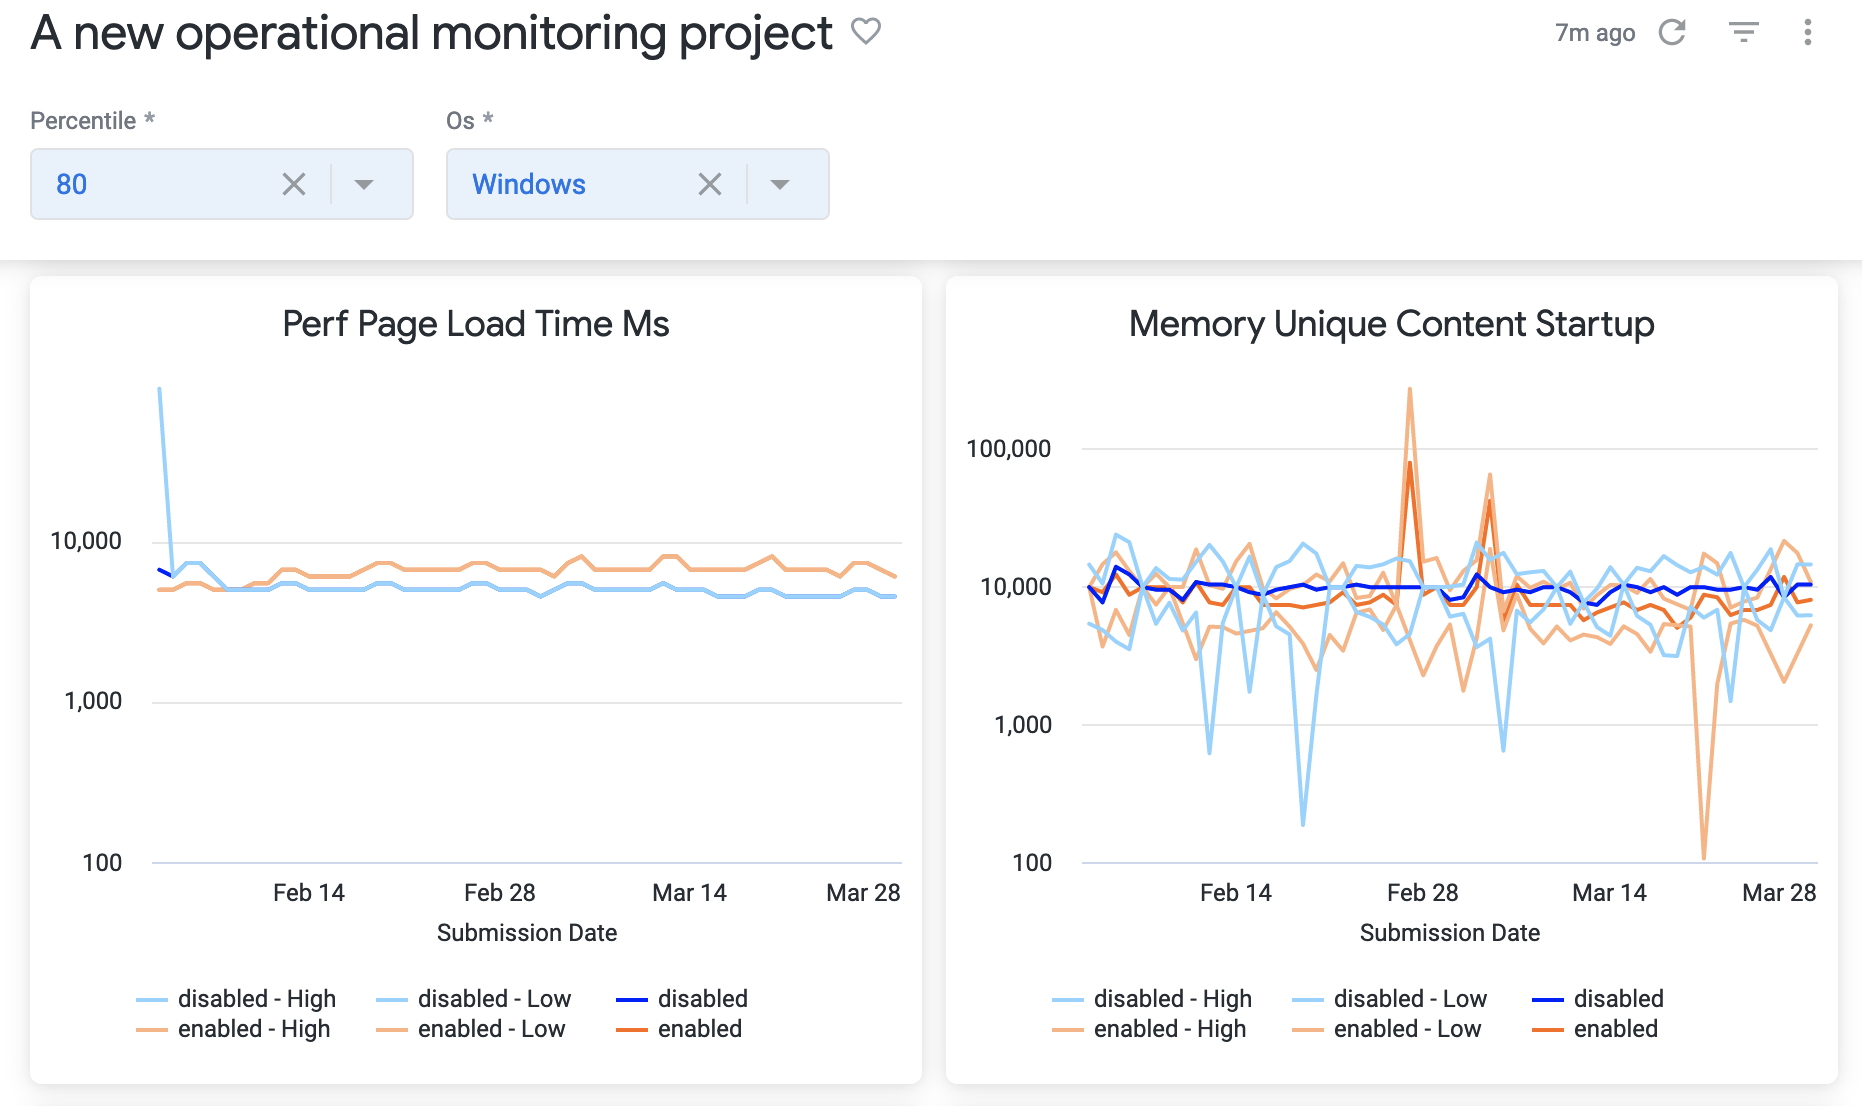 A new operational monitoring project
7m ago
Percentile *
Os *
80
Windows
Perf Page Load Time Ms
10,000
1,000
100
Feb 14
Feb 28
Mar 14
Mar 28
Submission Date
disabled - High
disabled - Low
disabled
enabled - High
enabled - Low
enabled
Memory Unique Content Startup
100,000
10,000
1,000
100
Feb 14
Feb 28
Mar 14
Mar 28
Submission Date
disabled - High
disabled - Low
disabled
enabled - High
enabled - Low
enabled